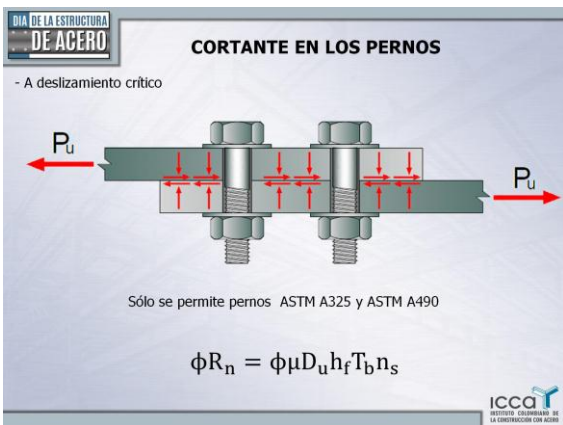 DIA DE LA ESTRUCTURA
DE ACERO
CORTANTE EN LOS PERNOS
- A deslizamiento crítico
Pu
Pu
Sólo se permite pernos ASTM A325 y ASTM A490
ϕRn = ϕμDuhfTbns
ICCA
INSTITUTO COLOMBIANO DE
LA CONSTRUCCIÓN CON ACERO